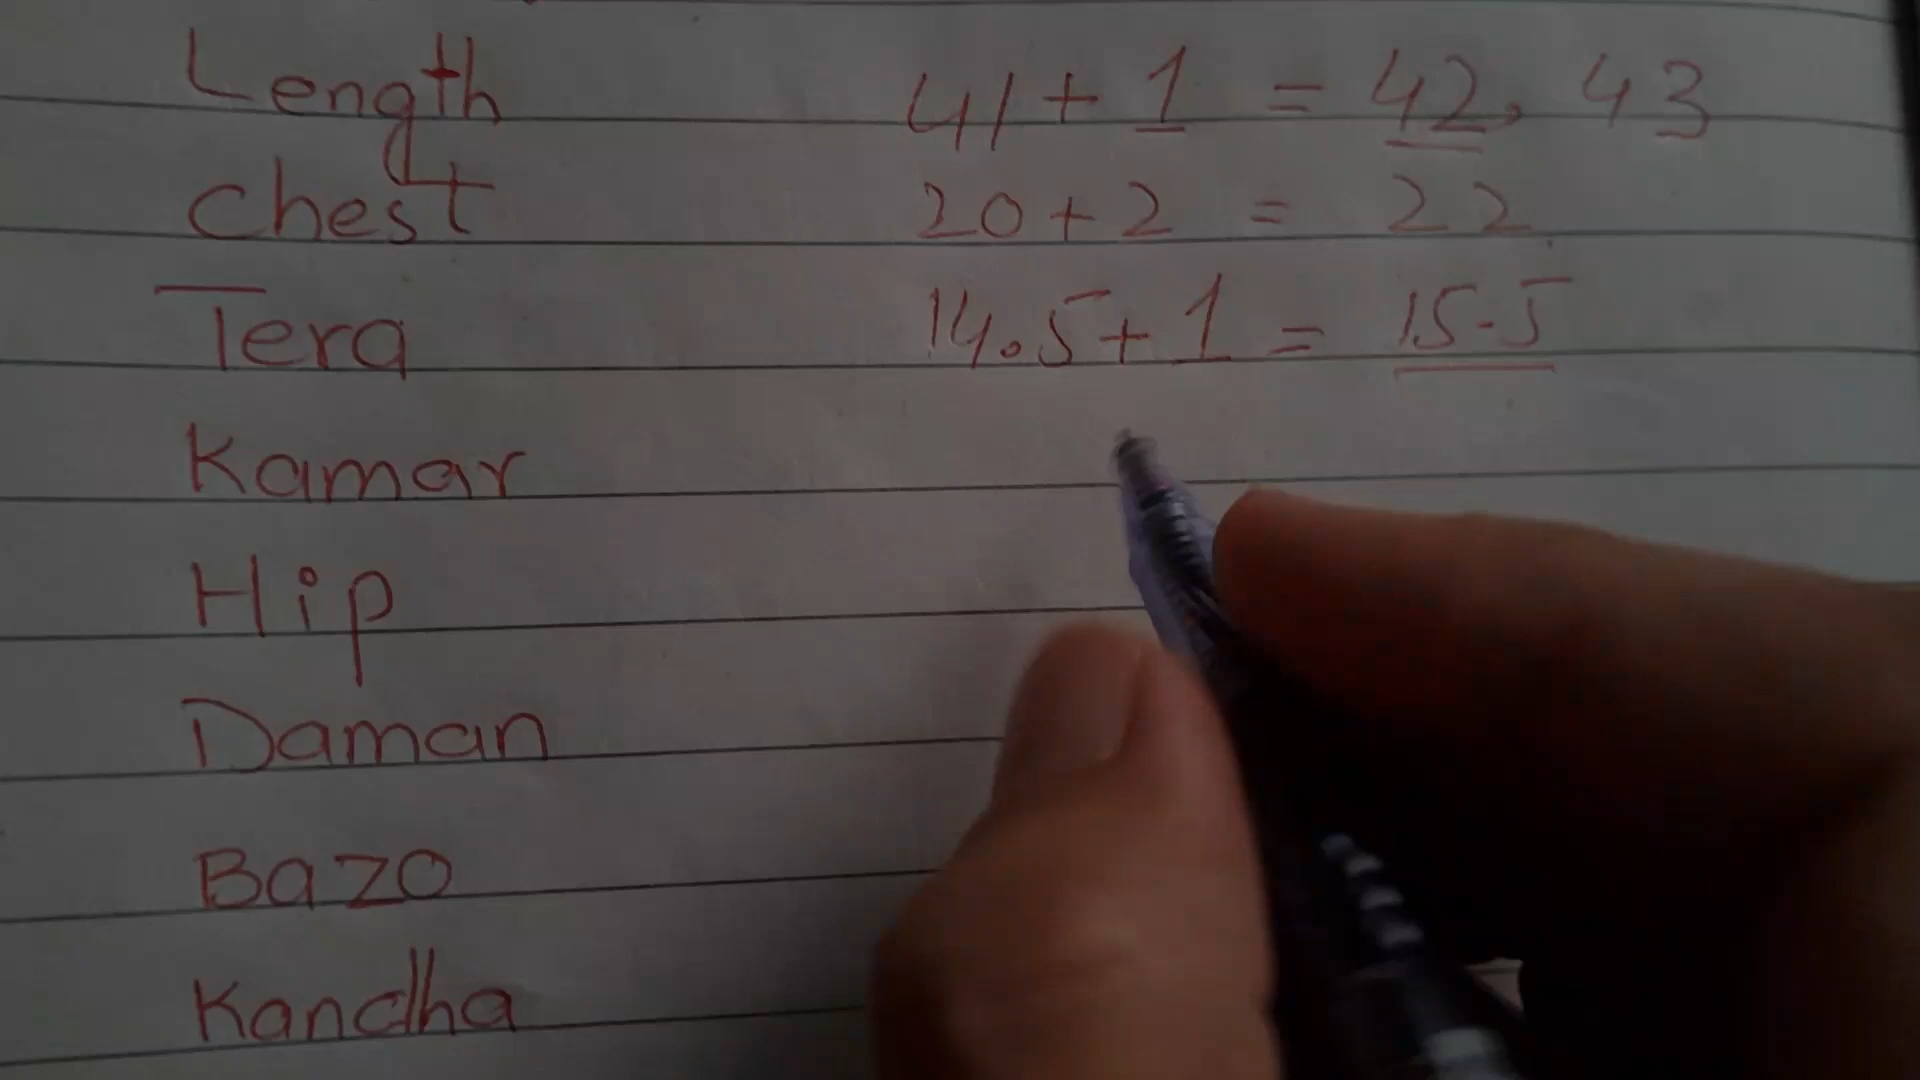 Length 41 + 1 = 42, 43
Chest 20 + 2 = 22
Tera 14.5 + 1 = 15.5
Kamar
Hip
Daman
Bazo
Kandha